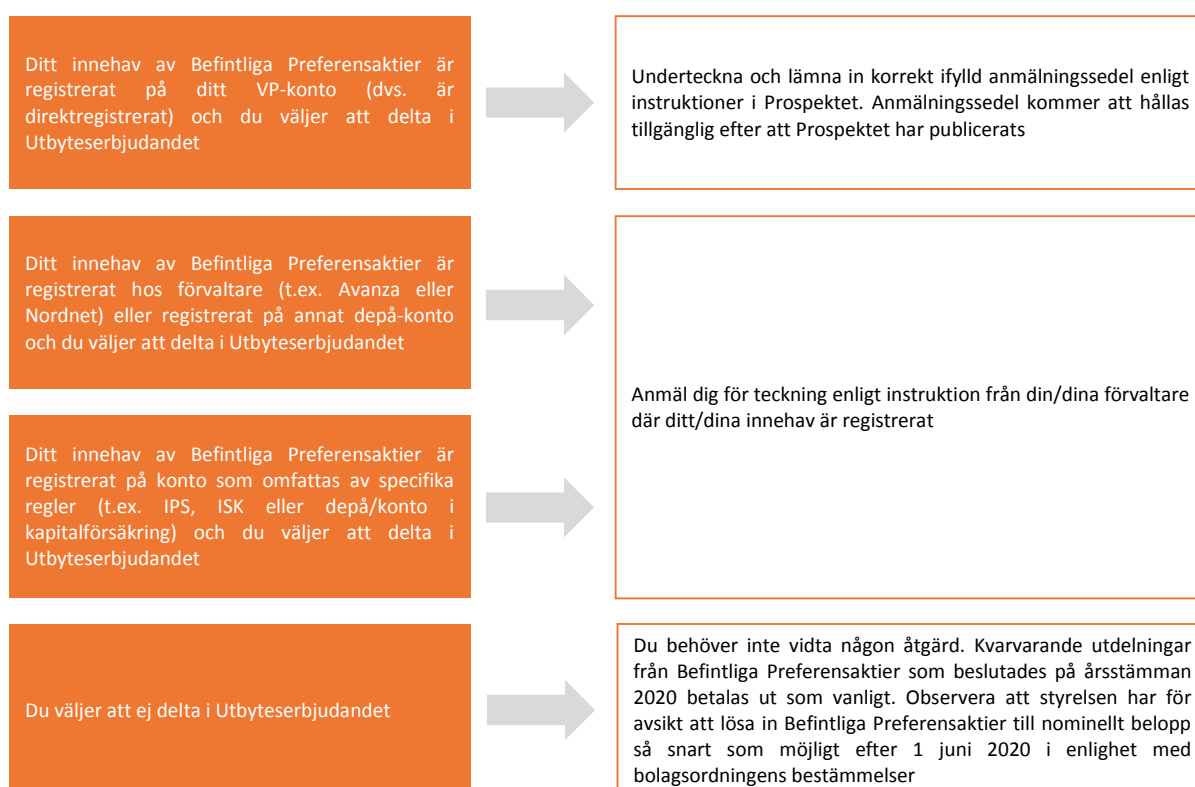 Ditt innehav av Befintliga Preferensaktier är
registrerat på ditt VP-konto (dvs. är
direktregistrerat) och du väljer att delta i
Utbyteserbjudandet
Underteckna och lämna in korrekt ifylld anmälningssedel enligt
instruktioner i Prospektet. Anmälningssedel kommer att hållas
tillgänglig efter att Prospektet har publicerats
Ditt innehav av Befintliga Preferensaktier är
registrerat hos förvaltare (t.ex. Avanza eller
Nordnet) eller registrerat på annat depå-konto
och du väljer att delta i Utbyteserbjudandet
Ditt innehav av Befintliga Preferensaktier är
registrerat på konto som omfattas av specifika
regler (t.ex. IPS, ISK eller depå/konto i
kapitalförsäkring) och du väljer att delta i
Utbyteserbjudandet
Anmäl dig för teckning enligt instruktion från din/dina förvaltare
där ditt/dina innehav är registrerat
Du väljer att ej delta i Utbyteserbjudandet
Du behöver inte vidta någon åtgärd. Kvarvarande utdelningar
från Befintliga Preferensaktier som beslutades på årsstämman
2020 betalas ut som vanligt. Observera att styrelsen har för
avsikt att lösa in Befintliga Preferensaktier till nominellt belopp
så snart som möjligt efter 1 juni 2020 i enlighet med
bolagsordningens bestämmelser